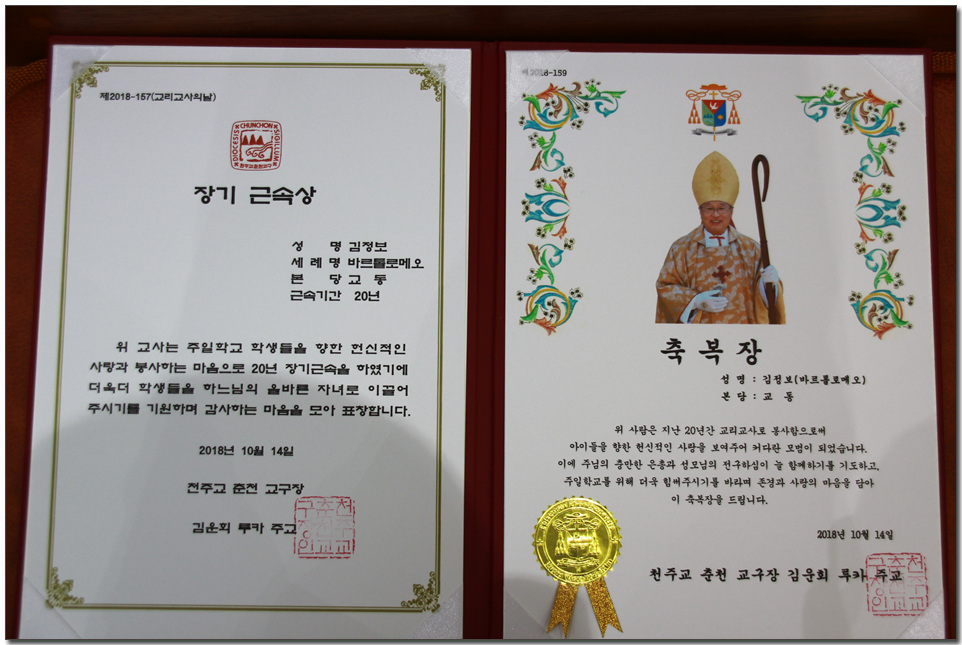 제2018-157(교리교사의날)
DIOCESIS CHUNCHON SIGILLUM
천주교춘천교구
장기 근속상
성 명 김정보
세 례 명 바르톨로메오
본 당 교 동
근속기간 20년
위 교사는 주일학교 학생들을 향한 헌신적인
사랑과 봉사하는 마음으로 20년 장기근속을 하였기에
더욱더 학생들을 하느님의 올바른 자녀로 이끌어
주시기를 기원하며 감사하는 마음을 모아 표창합니다.
2018년 10월 14일
천주교 춘천 교구장
김운회 루카 주교
제2018-159
축복장
성 명 : 김정보(바르톨로메오)
본 당 : 교 동
위 사람은 지난 20년간 교리교사로 봉사함으로써
아이들을 향한 헌신적인 사랑을 보여주어 커다란 모범이 되었습니다.
이에 주님의 충만한 은총과 성모님의 전구하심이 늘 함께하기를 기도하고,
주일학교를 위해 더욱 힘써주시기를 바라며 존경과 사랑의 마음을 담아
이 축복장을 드립니다.
2018년 10월 14일
천주교 춘천 교구장 김운회 루카 주교